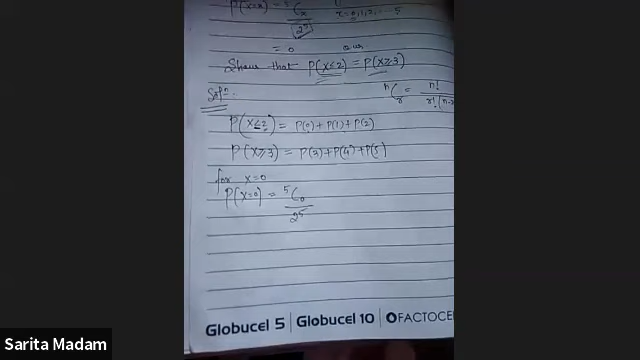 P(X=x) = ⁵Cₓ / 2⁵ x=0,1,2,...5
= 0 o.w
Show that P(X≤2) = P(X≥3)
ⁿCᵣ = n! / r!(n-
Solⁿ.
P(X≤2) = P(0)+P(1)+P(2)
P(X≥3) = P(3)+P(4)+P(5)
for x=0
P(X=0) = ⁵C₀ / 2⁵
Globucel 5 | Globucel 10 | FACTOCE
Sarita Madam